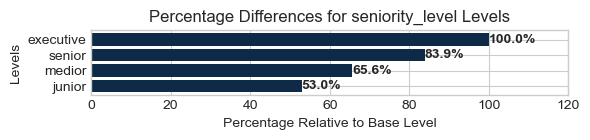 Percentage Differences for seniority_level Levels
Levels
executive 100.0%
senior 83.9%
medior 65.6%
junior 53.0%
0 20 40 60 80 100 120
Percentage Relative to Base Level